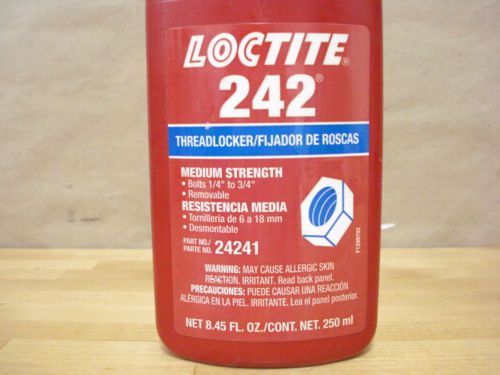 LOCTITE®
242®
THREADLOCKER/FIJADOR DE ROSCAS
MEDIUM STRENGTH
• Bolts 1/4" to 3/4"
• Removable
RESISTENCIA MEDIA
• Tornillería de 6 a 18 mm
• Desmontable
PART NO./
PARTE NO. 24241
WARNING: MAY CAUSE ALLERGIC SKIN
REACTION. IRRITANT. Read back panel.
PRECAUCIONES: PUEDE CAUSAR UNA REACCIÓN
ALÉRGICA EN LA PIEL. IRRITANTE. Lea el panel posterior.
NET 8.45 FL. OZ./CONT. NET. 250 ml